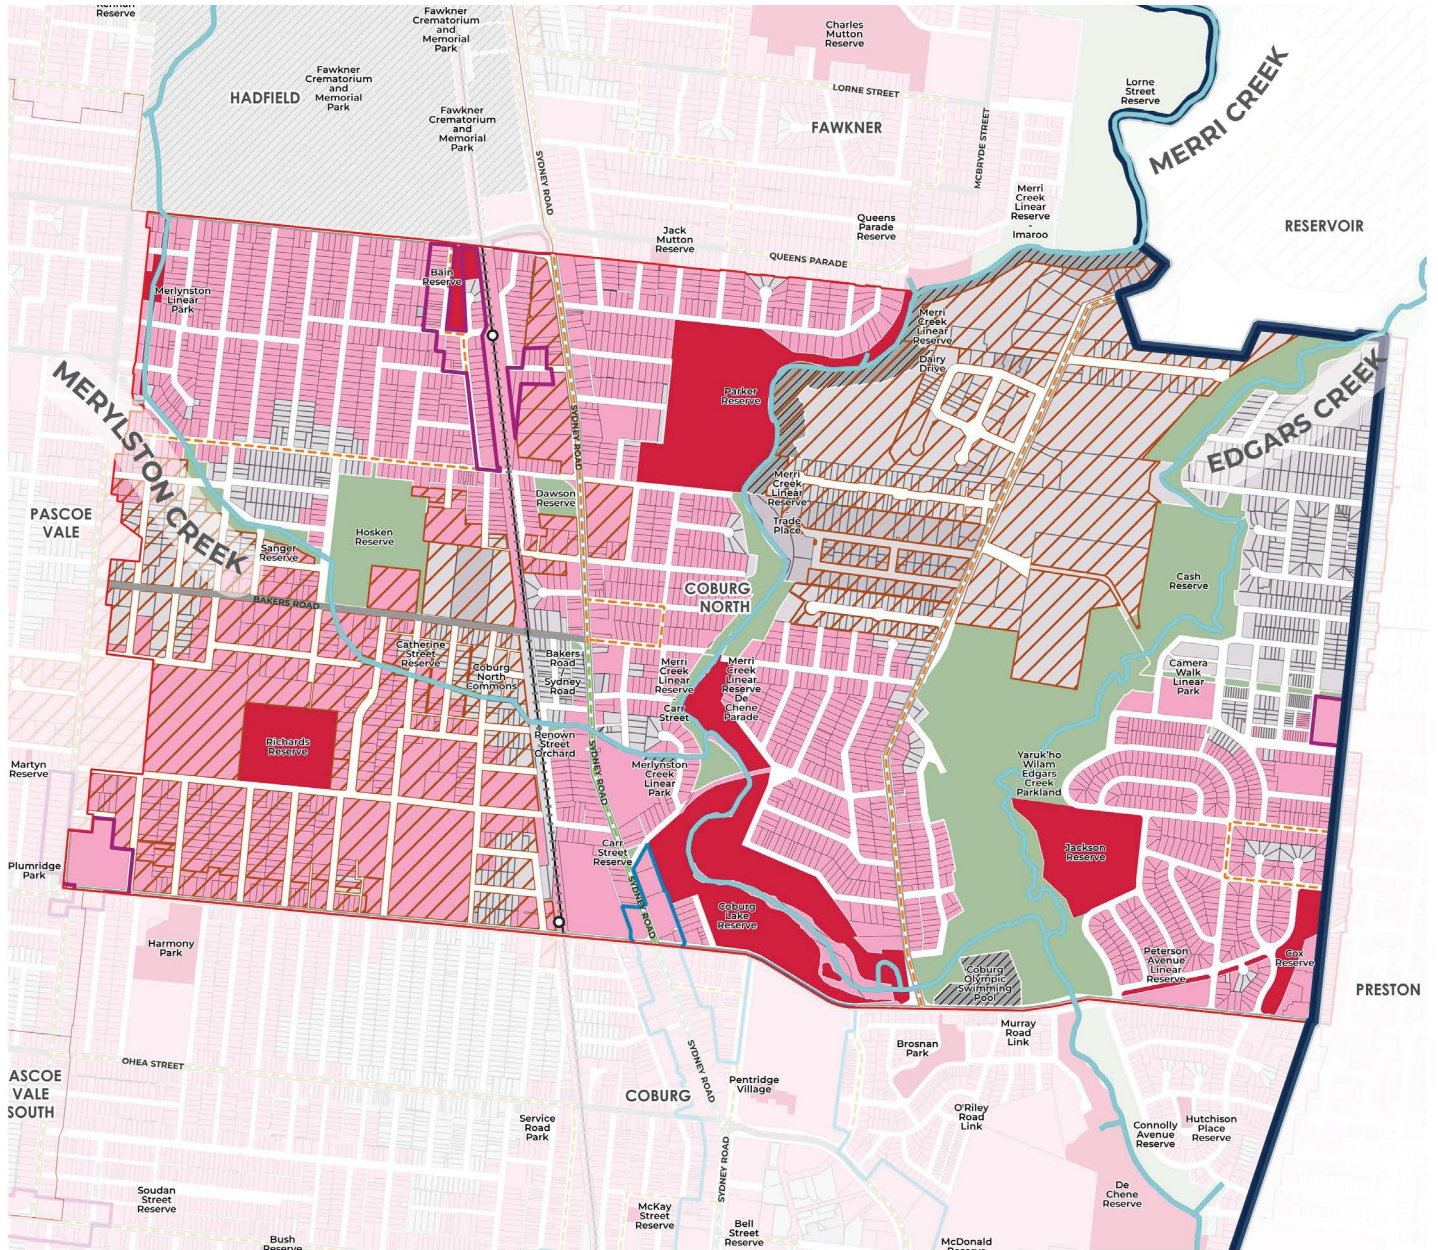 Reserve
Fawkner
Crematorium
and
Memorial
Park
Charles
Mutton
Reserve
Fawkner
Crematorium
and
Memorial
Park
HADFIELD
Lorne
Street
Reserve
MERRI CREEK
LORNE STREET
Fawkner
Crematorium
and
Memorial
Park
FAWKNER
MCBRYDE STREET
SYDNEY ROAD
Merri
Creek
Linear
Reserve
-
Imaroo
Queens
Parade
Reserve
Jack
Mutton
Reserve
RESERVOIR
QUEENS PARADE
Bain
Reserve
Merlynston
Linear
Park
Merri
Creek
Linear
Reserve
Dairy
Drive
Parker
Reserve
MERYLSTON CREEK
EDGARS CREEK
SYDNEY ROAD
Merri
Creek
Linear
Reserve
-
Trade
Place
Dawson
Reserve
PASCOE
VALE
Hosken
Reserve
Sanger
Reserve
Cash
Reserve
COBURG
NORTH
BAKERS ROAD
Catherine
Street
Reserve
Coburg
North
Commons
Bakers
Road
-
Sydney
Road
Merri
Creek
Linear
Reserve
-
Carr
Street
Merri
Creek
Linear
Reserve
De
Chene
Parade
Camera
Walk
Linear
Park
Richards
Reserve
Renown
Street
Orchard
SYDNEY ROAD
Merlynston
Creek
Linear
Park
Yaruk'ho
Wilam
Edgars
Creek
Parkland
Martyn
Reserve
Plumridge
Park
Carr
Street
Reserve
Jackson
Reserve
SYDNEY ROAD
Coburg
Lake
Reserve
Harmony
Park
Peterson
Avenue
Linear
Reserve
Cox
Reserve
Coburg
Olympic
Swimming
Pool
PRESTON
Murray
Road
Link
Brosnan
Park
OHEA STREET
SYDNEY ROAD
ASCOE
VALE
SOUTH
COBURG
Pentridge
Village
O'Riley
Road
Link
Service
Road
Park
Connolly
Avenue
Reserve
Hutchison
Place
Reserve
SYDNEY ROAD
Soudan
Street
Reserve
De
Chene
Reserve
McKay
Street
Reserve
Bell
Street
Reserve
Bush
Reserve
McDonald